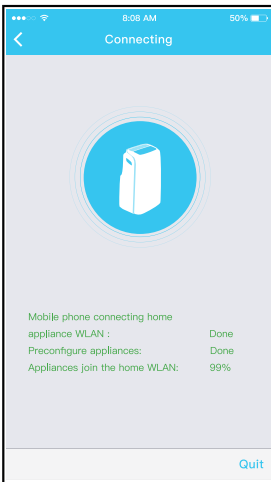 8:08 AM 50%
Connecting
Mobile phone connecting home
appliance WLAN : Done
Preconfigure appliances: Done
Appliances join the home WLAN: 99%
Quit